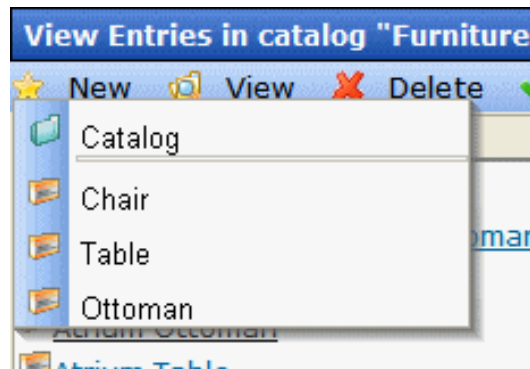 View Entries in catalog "Furniture
New View Delete
Catalog
Chair
Table
Ottoman
Atrium Ottoman
Atrium Table